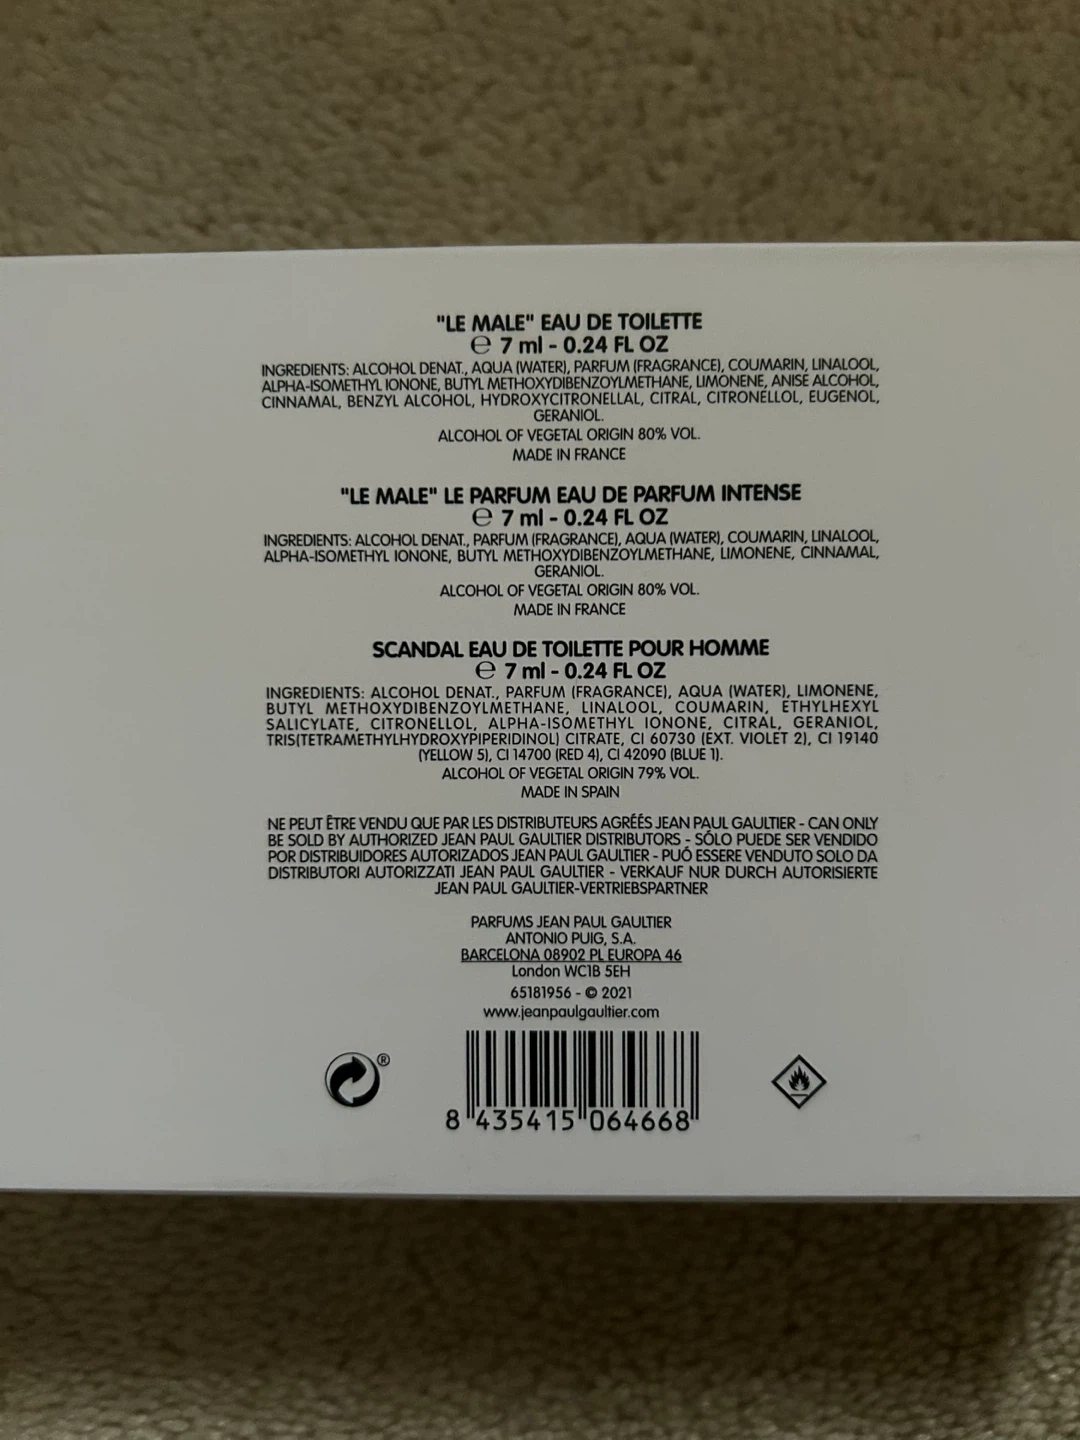 "LE MALE" EAU DE TOILETTE
℮ 7 ml - 0.24 FL OZ
INGREDIENTS: ALCOHOL DENAT., AQUA (WATER), PARFUM (FRAGRANCE), COUMARIN, LINALOOL,
ALPHA-ISOMETHYL IONONE, BUTYL METHOXYDIBENZOYLMETHANE, LIMONENE, ANISE ALCOHOL,
CINNAMAL, BENZYL ALCOHOL, HYDROXYCITRONELLAL, CITRAL, CITRONELLOL, EUGENOL,
GERANIOL.
ALCOHOL OF VEGETAL ORIGIN 80% VOL.
MADE IN FRANCE
"LE MALE" LE PARFUM EAU DE PARFUM INTENSE
℮ 7 ml - 0.24 FL OZ
INGREDIENTS: ALCOHOL DENAT., PARFUM (FRAGRANCE), AQUA (WATER), COUMARIN, LINALOOL,
ALPHA-ISOMETHYL IONONE, BUTYL METHOXYDIBENZOYLMETHANE, LIMONENE, CINNAMAL,
GERANIOL.
ALCOHOL OF VEGETAL ORIGIN 80% VOL.
MADE IN FRANCE
SCANDAL EAU DE TOILETTE POUR HOMME
℮ 7 ml - 0.24 FL OZ
INGREDIENTS: ALCOHOL DENAT., PARFUM (FRAGRANCE), AQUA (WATER), LIMONENE,
BUTYL METHOXYDIBENZOYLMETHANE, LINALOOL, COUMARIN, ETHYLHEXYL
SALICYLATE, CITRONELLOL, ALPHA-ISOMETHYL IONONE, CITRAL, GERANIOL,
TRIS(TETRAMETHYLHYDROXYPIPERIDINOL) CITRATE, CI 60730 (EXT. VIOLET 2), CI 19140
(YELLOW 5), CI 14700 (RED 4), CI 42090 (BLUE 1).
ALCOHOL OF VEGETAL ORIGIN 79% VOL.
MADE IN SPAIN
NE PEUT ÊTRE VENDU QUE PAR LES DISTRIBUTEURS AGRÉÉS JEAN PAUL GAULTIER - CAN ONLY
BE SOLD BY AUTHORIZED JEAN PAUL GAULTIER DISTRIBUTORS - SÓLO PUEDE SER VENDIDO
POR DISTRIBUIDORES AUTORIZADOS JEAN PAUL GAULTIER - PUÓ ESSERE VENDUTO SOLO DA
DISTRIBUTORI AUTORIZZATI JEAN PAUL GAULTIER - VERKAUF NUR DURCH AUTORISIERTE
JEAN PAUL GAULTIER-VERTRIEBSPARTNER
PARFUMS JEAN PAUL GAULTIER
ANTONIO PUIG, S.A.
BARCELONA 08902 PL EUROPA 46
London WC1B 5EH
65181956 - © 2021
www.jeanpaulgaultier.com
®
8 435415 064668